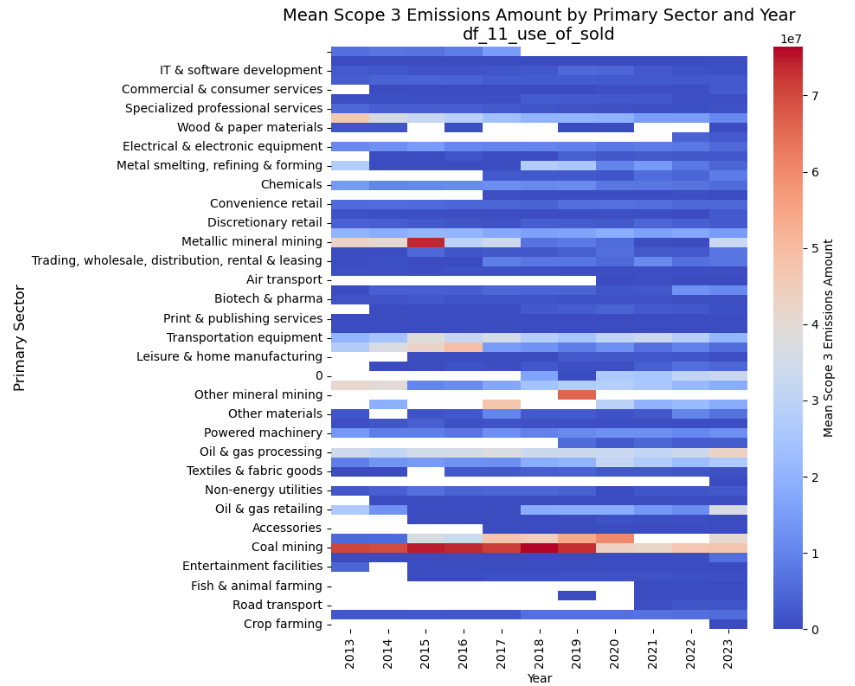 Mean Scope 3 Emissions Amount by Primary Sector and Year
df_11_use_of_sold
1e7
IT & software development
Commercial & consumer services
Specialized professional services
Wood & paper materials
Electrical & electronic equipment
Metal smelting, refining & forming
Chemicals
Convenience retail
Discretionary retail
Metallic mineral mining
Trading, wholesale, distribution, rental & leasing
Air transport
Biotech & pharma
Print & publishing services
Transportation equipment
Leisure & home manufacturing
0
Other mineral mining
Other materials
Powered machinery
Oil & gas processing
Textiles & fabric goods
Non-energy utilities
Oil & gas retailing
Accessories
Coal mining
Entertainment facilities
Fish & animal farming
Road transport
Crop farming
Primary Sector
2013 2014 2015 2016 2017 2018 2019 2020 2021 2022 2023
Year
7
6
5
4
3
2
1
0
Mean Scope 3 Emissions Amount